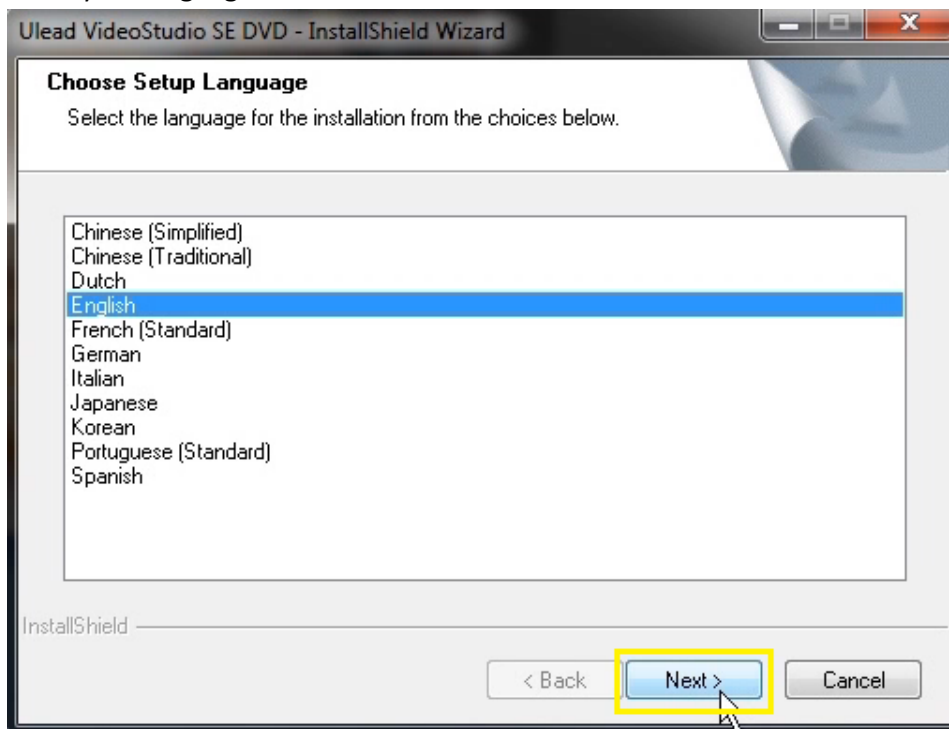 Ulead VideoStudio SE DVD - InstallShield Wizard
Choose Setup Language
Select the language for the installation from the choices below.
Chinese (Simplified)
Chinese (Traditional)
Dutch
English
French (Standard)
German
Italian
Japanese
Korean
Portuguese (Standard)
Spanish
InstallShield
< Back Next > Cancel